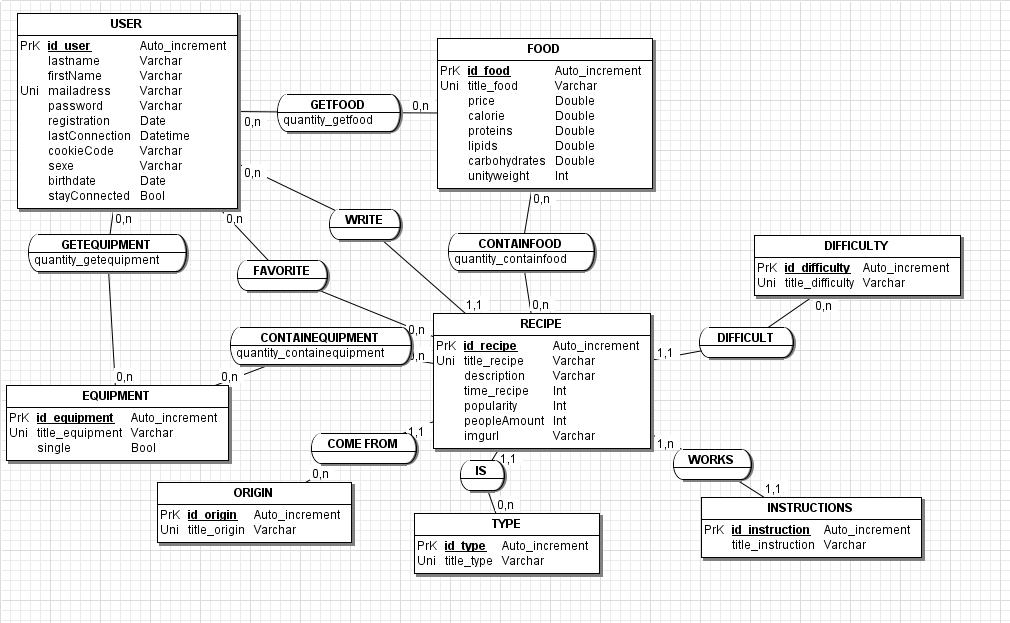 USER
PrK id_user Auto_increment
lastname Varchar
firstName Varchar
Uni mailadress Varchar
password Varchar
registration Date
lastConnection Datetime
cookieCode Varchar
sexe Varchar
birthdate Date
stayConnected Bool
0,n
GETFOOD
quantity_getfood
0,n
FOOD
PrK id_food Auto_increment
Uni title_food Varchar
price Double
calorie Double
proteins Double
lipids Double
carbohydrates Double
unityweight Int
0,n
WRITE
1,1
0,n
CONTAINFOOD
quantity_containfood
0,n
0,n
GETEQUIPMENT
quantity_getequipment
0,n
0,n
FAVORITE
0,n
CONTAINEQUIPMENT
quantity_containequipment
0,n
0,n
DIFFICULTY
PrK id_difficulty Auto_increment
Uni title_difficulty Varchar
0,n
DIFFICULT
1,1
RECIPE
PrK id_recipe Auto_increment
Uni title_recipe Varchar
description Varchar
time_recipe Int
popularity Int
peopleAmount Int
imgurl Varchar
EQUIPMENT
PrK id_equipment Auto_increment
Uni title_equipment Varchar
single Bool
1,1
COME FROM
0,n
ORIGIN
PrK id_origin Auto_increment
Uni title_origin Varchar
1,1
IS
0,n
TYPE
PrK id_type Auto_increment
Uni title_type Varchar
1,n
WORKS
1,1
INSTRUCTIONS
PrK id_instruction Auto_increment
title_instruction Varchar